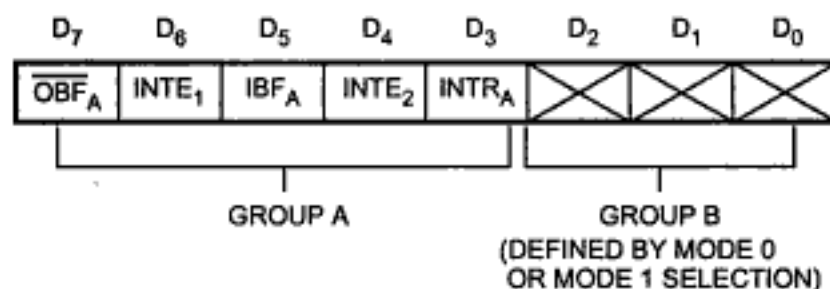 D₇ D₆ D₅ D₄ D₃ D₂ D₁ D₀
O̅B̅F̅ₐ INTE₁ IBFₐ INTE₂ INTRₐ
GROUP A GROUP B
(DEFINED BY MODE 0
OR MODE 1 SELECTION)